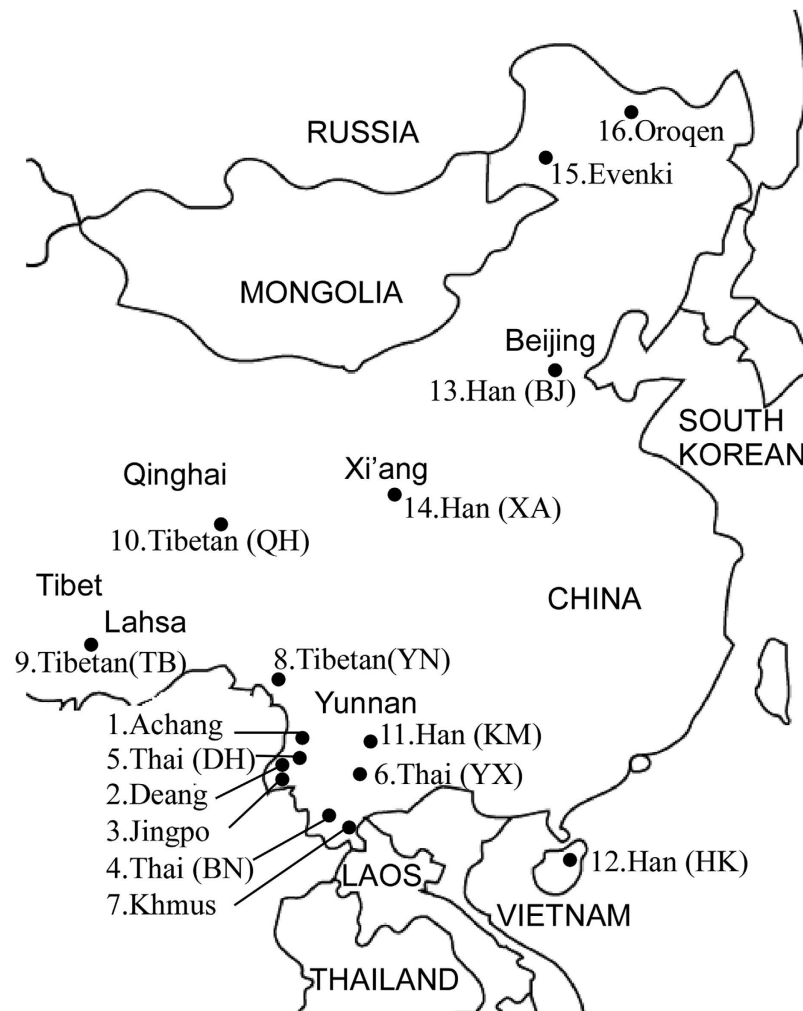 16.Oroqen
RUSSIA
15.Evenki
MONGOLIA
Beijing
13.Han (BJ)
SOUTH
KOREAN
Xi’ang
Qinghai
14.Han (XA)
10.Tibetan (QH)
Tibet
CHINA
Lahsa
9.Tibetan(TB)
8.Tibetan(YN)
Yunnan
1.Achang
11.Han (KM)
5.Thai (DH)
6.Thai (YX)
2.Deang
3.Jingpo
4.Thai (BN)
12.Han (HK)
LAOS
7.Khmus
VIETNAM
THAILAND